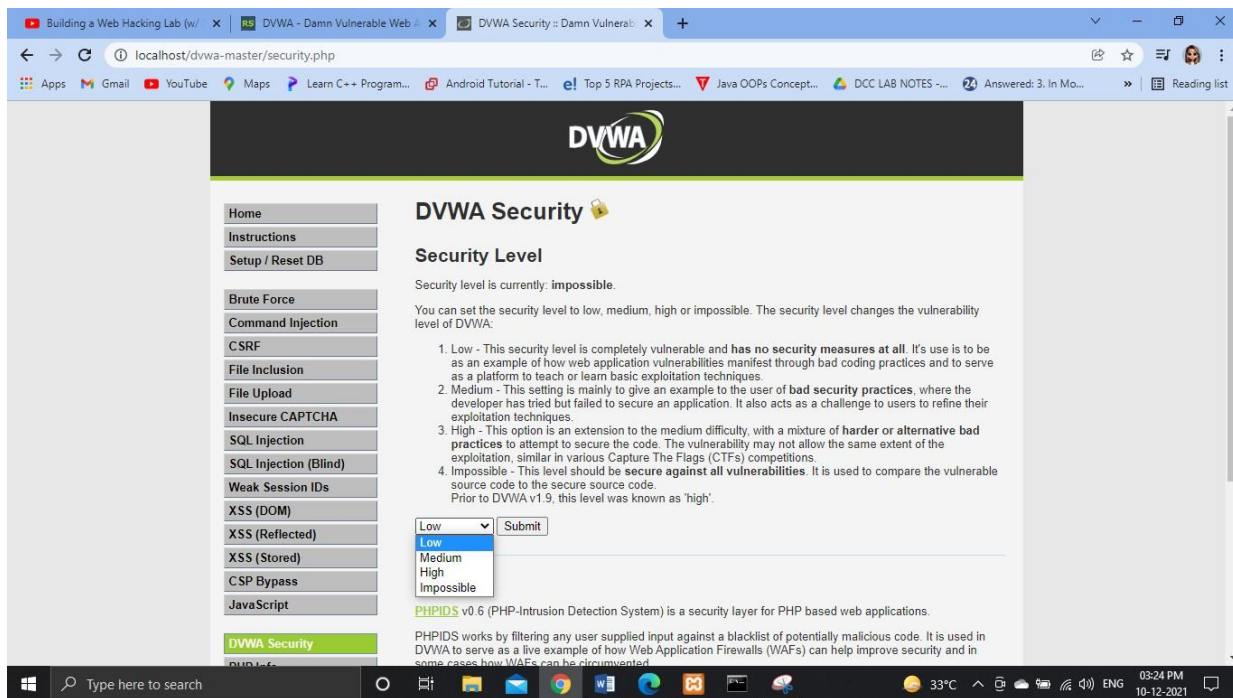 Building a Web Hacking Lab (w/
DVWA - Damn Vulnerable Web A
DVWA Security :: Damn Vulnerab
localhost/dvwa-master/security.php
Apps Gmail YouTube Maps Learn C++ Program... Android Tutorial - T... Top 5 RPA Projects... Java OOPs Concept... DCC LAB NOTES -... Answered: 3. In Mo... » Reading list
DVWA
Home
Instructions
Setup / Reset DB
Brute Force
Command Injection
CSRF
File Inclusion
File Upload
Insecure CAPTCHA
SQL Injection
SQL Injection (Blind)
Weak Session IDs
XSS (DOM)
XSS (Reflected)
XSS (Stored)
CSP Bypass
JavaScript
DVWA Security
PHP Info
DVWA Security
Security Level
Security level is currently: impossible.
You can set the security level to low, medium, high or impossible. The security level changes the vulnerability
level of DVWA:
1. Low - This security level is completely vulnerable and has no security measures at all. It's use is to be
as an example of how web application vulnerabilities manifest through bad coding practices and to serve
as a platform to teach or learn basic exploitation techniques.
2. Medium - This setting is mainly to give an example to the user of bad security practices, where the
developer has tried but failed to secure an application. It also acts as a challenge to users to refine their
exploitation techniques.
3. High - This option is an extension to the medium difficulty, with a mixture of harder or alternative bad
practices to attempt to secure the code. The vulnerability may not allow the same extent of the
exploitation, similar in various Capture The Flags (CTFs) competitions.
4. Impossible - This level should be secure against all vulnerabilities. It is used to compare the vulnerable
source code to the secure source code.
Prior to DVWA v1.9, this level was known as 'high'.
Low Submit
Low
Medium
High
Impossible
PHPIDS v0.6 (PHP-Intrusion Detection System) is a security layer for PHP based web applications.
PHPIDS works by filtering any user supplied input against a blacklist of potentially malicious code. It is used in
DVWA to serve as a live example of how Web Application Firewalls (WAFs) can help improve security and in
some cases how WAFs can be circumvented.
Type here to search
33°C ENG 03:24 PM
10-12-2021